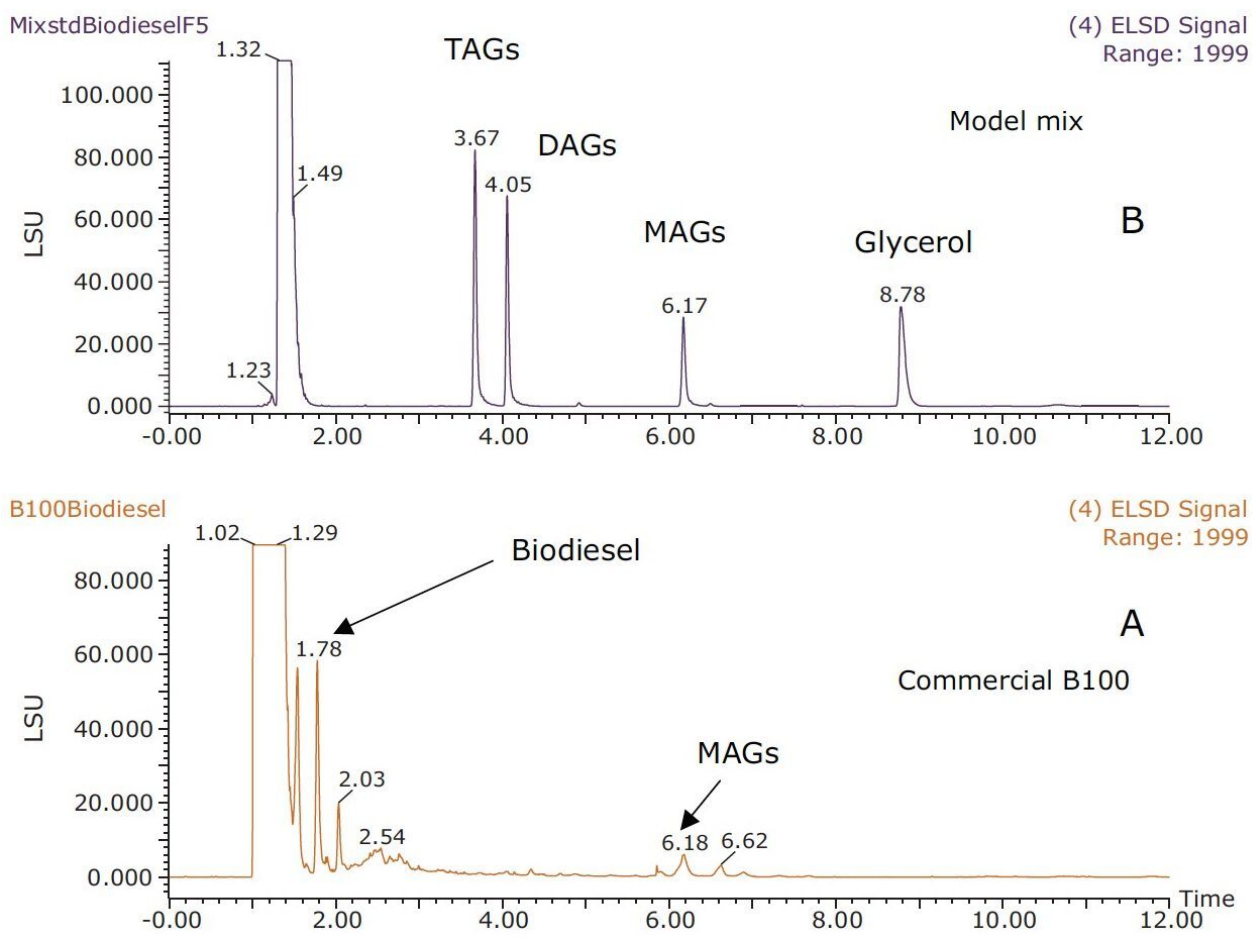 MixstdBiodieselF5
(4) ELSD Signal
Range: 1999
1.32
TAGs
100.000
Model mix
3.67
DAGs
80.000
1.49
4.05
LSU
60.000
MAGs
B
Glycerol
40.000
6.17
8.78
20.000
1.23
0.000
-0.00 2.00 4.00 6.00 8.00 10.00 12.00
B100Biodiesel
(4) ELSD Signal
Range: 1999
1.02 1.29
Biodiesel
80.000
A
60.000
1.78
Commercial B100
LSU
40.000
MAGs
2.03
20.000
2.54
6.18 6.62
0.000
Time
-0.00 2.00 4.00 6.00 8.00 10.00 12.00